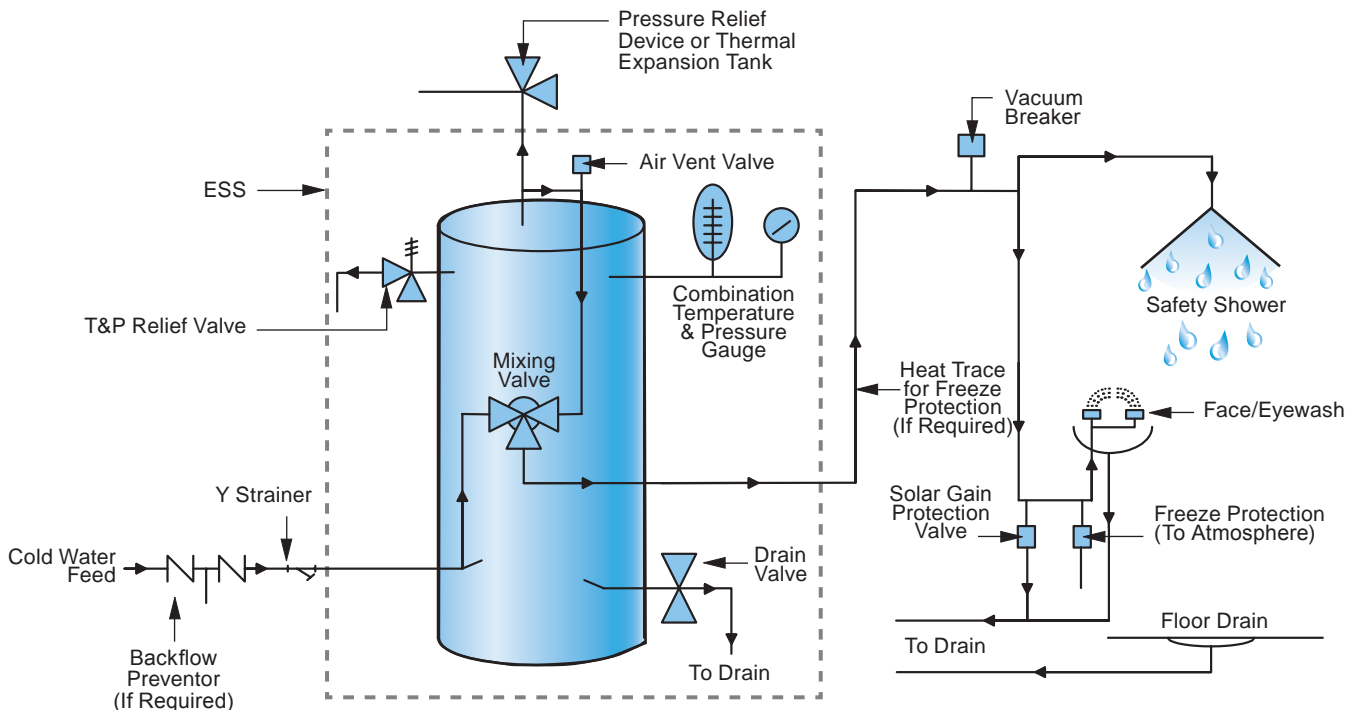 Pressure Relief
Device or Thermal
Expansion Tank
Vacuum
Breaker
Air Vent Valve
ESS
T&P Relief Valve
Combination
Temperature
& Pressure
Gauge
Safety Shower
Mixing
Valve
Heat Trace
for Freeze
Protection
(If Required)
Face/Eyewash
Y Strainer
Solar Gain
Protection
Valve
Freeze Protection
(To Atmosphere)
Cold Water
Feed
Drain
Valve
Backflow
Preventor
(If Required)
To Drain
To Drain
Floor Drain